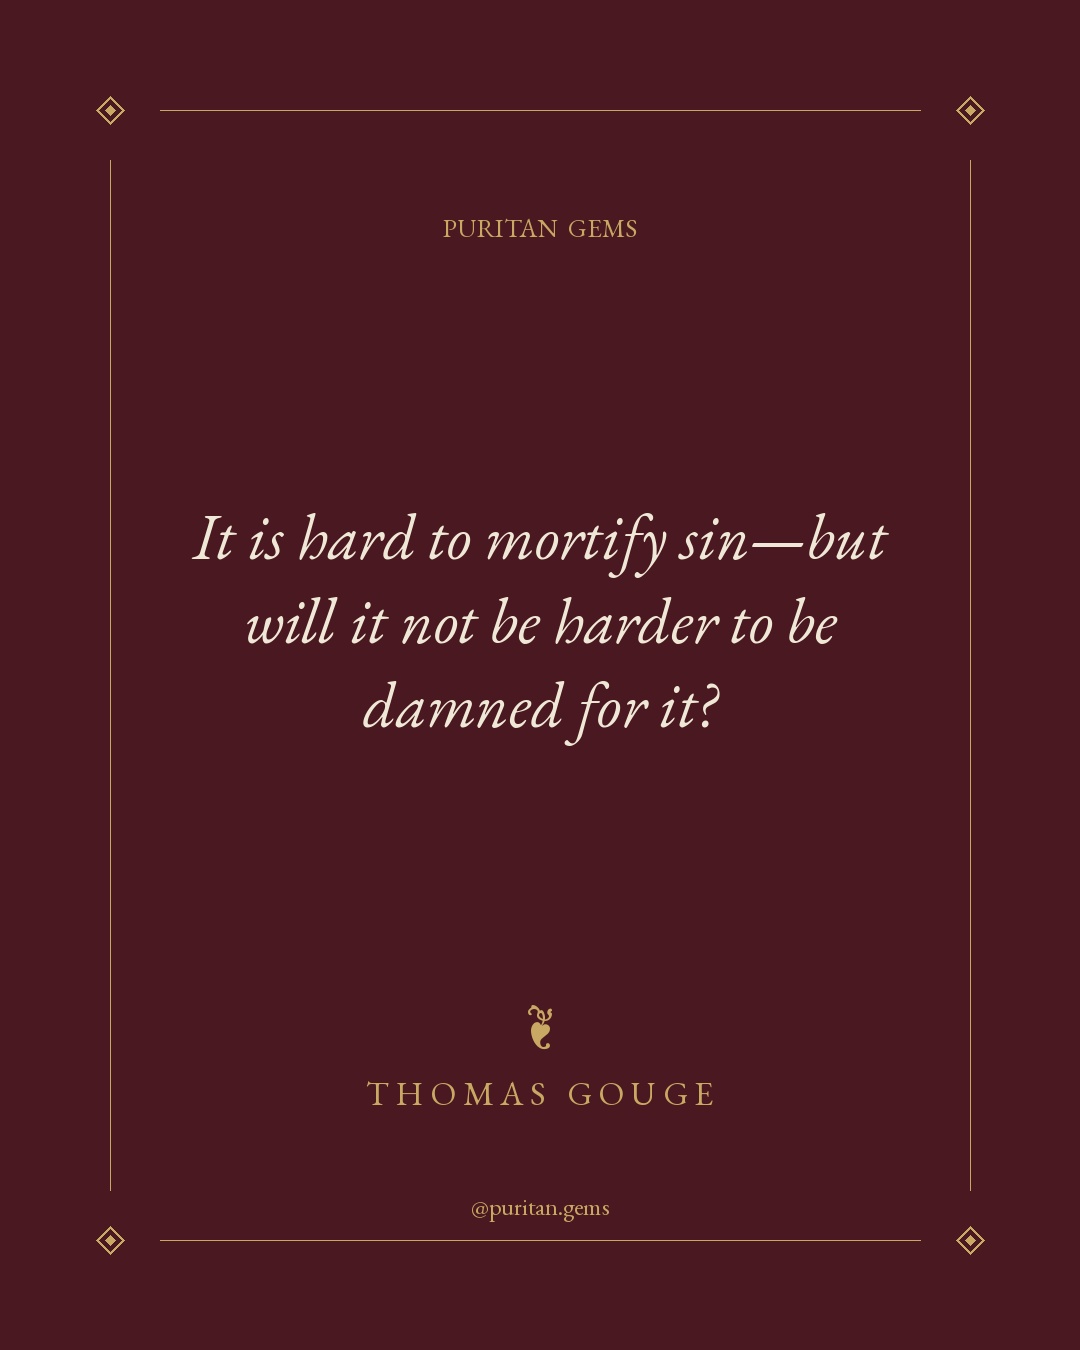 PURITAN GEMS
It is hard to mortify sin—but
will it not be harder to be
damned for it?
THOMAS GOUGE
@puritan.gems